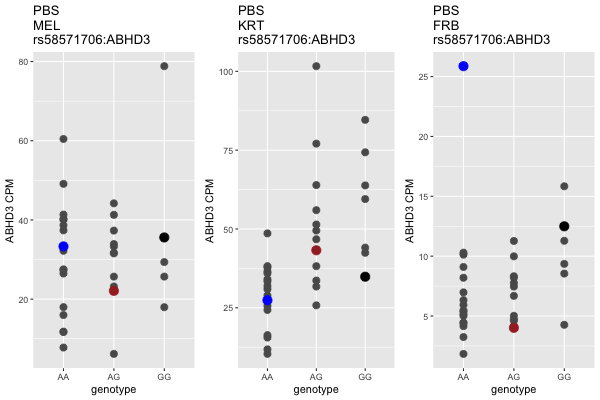 PBS
MEL
rs58571706:ABHD3
80
60
40
20
ABHD3 CPM
AA
AG
GG
genotype
PBS
KRT
rs58571706:ABHD3
100
75
50
25
ABHD3 CPM
AA
AG
GG
genotype
PBS
FRB
rs58571706:ABHD3
25
20
15
10
5
ABHD3 CPM
AA
AG
GG
genotype